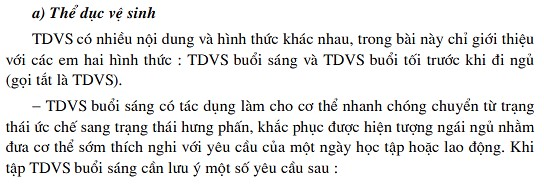 a) Thể dục vệ sinh
TDVS có nhiều nội dung và hình thức khác nhau, trong bài này chỉ giới thiệu
với các em hai hình thức : TDVS buổi sáng và TDVS buổi tối trước khi đi ngủ
(gọi tắt là TDVS).
– TDVS buổi sáng có tác dụng làm cho cơ thể nhanh chóng chuyển từ trạng
thái ức chế sang trạng thái hưng phấn, khắc phục được hiện tượng ngái ngủ nhằm
đưa cơ thể sớm thích nghi với yêu cầu của một ngày học tập hoặc lao động. Khi
tập TDVS buổi sáng cần lưu ý một số yêu cầu sau :